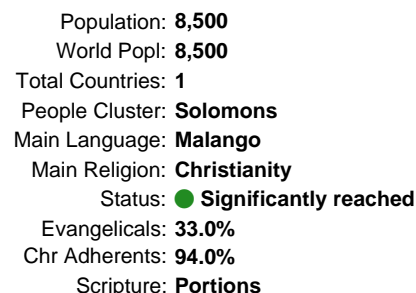 Population: 8,500
World Popl: 8,500
Total Countries: 1
People Cluster: Solomons
Main Language: Malango
Main Religion: Christianity
Status: Significantly reached
Evangelicals: 33.0%
Chr Adherents: 94.0%
Scripture: Portions